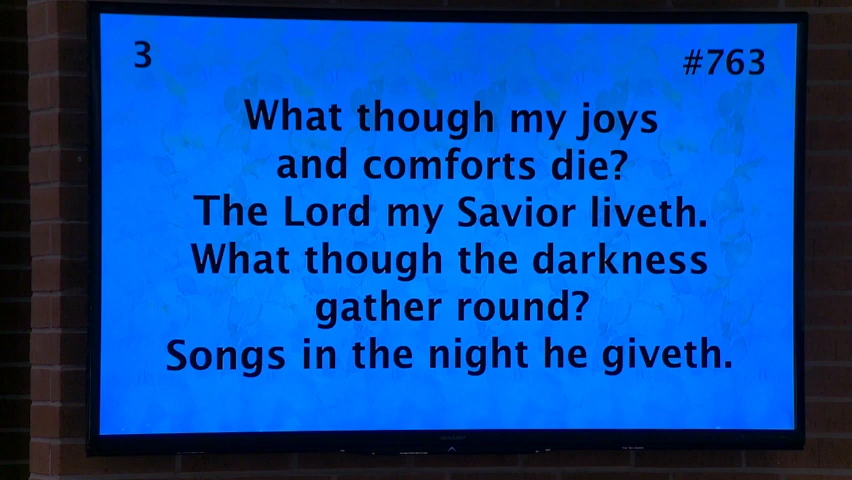 3
#763
What though my joys
and comforts die?
The Lord my Savior liveth.
What though the darkness
gather round?
Songs in the night he giveth.
SHARP